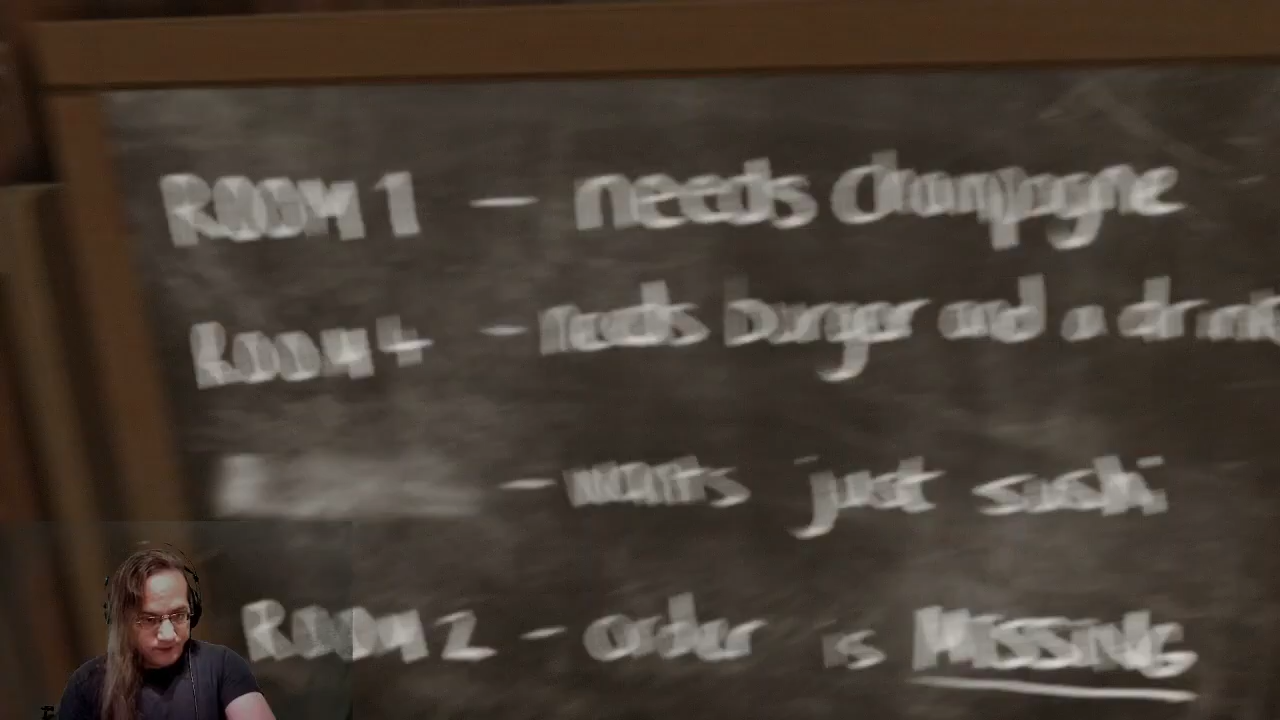 ROOM 1 - needs champagne
ROOM 4 - needs burger and a drink
- wants just sushi
ROOM 2 - order is MISSING